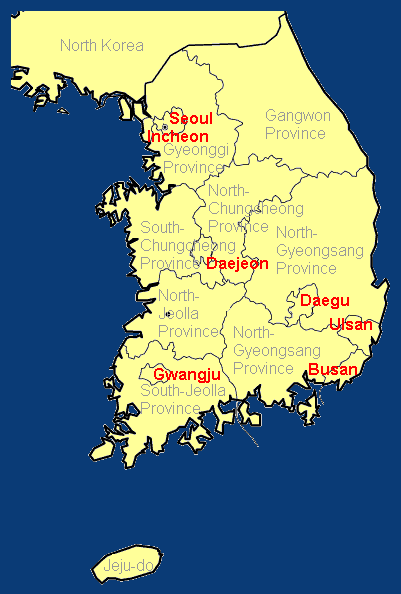 North Korea
Seoul
Incheon
Gangwon
Province
Gyeonggi
Province
North-
Chungcheong
Province
South-
Chungcheong
Province
North-
Gyeongsang
Province
Daejeon
North-
Jeolla
Province
Daegu
Ulsan
North-
Gyeongsang
Province
Busan
Gwangju
South-Jeolla
Province
Jeju-do